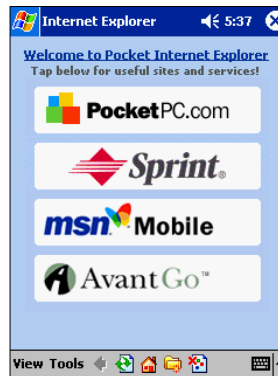 Internet Explorer 5:37
Welcome to Pocket Internet Explorer
Tap below for useful sites and services!
PocketPC.com
Sprint®
msn Mobile
AvantGo™
View Tools